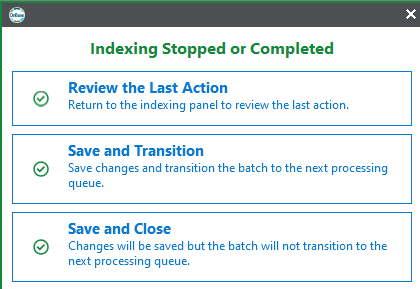 Indexing Stopped or Completed
Review the Last Action
Return to the indexing panel to review the last action.
Save and Transition
Save changes and transition the batch to the next processing
queue.
Save and Close
Changes will be saved but the batch will not transition to the
next processing queue.